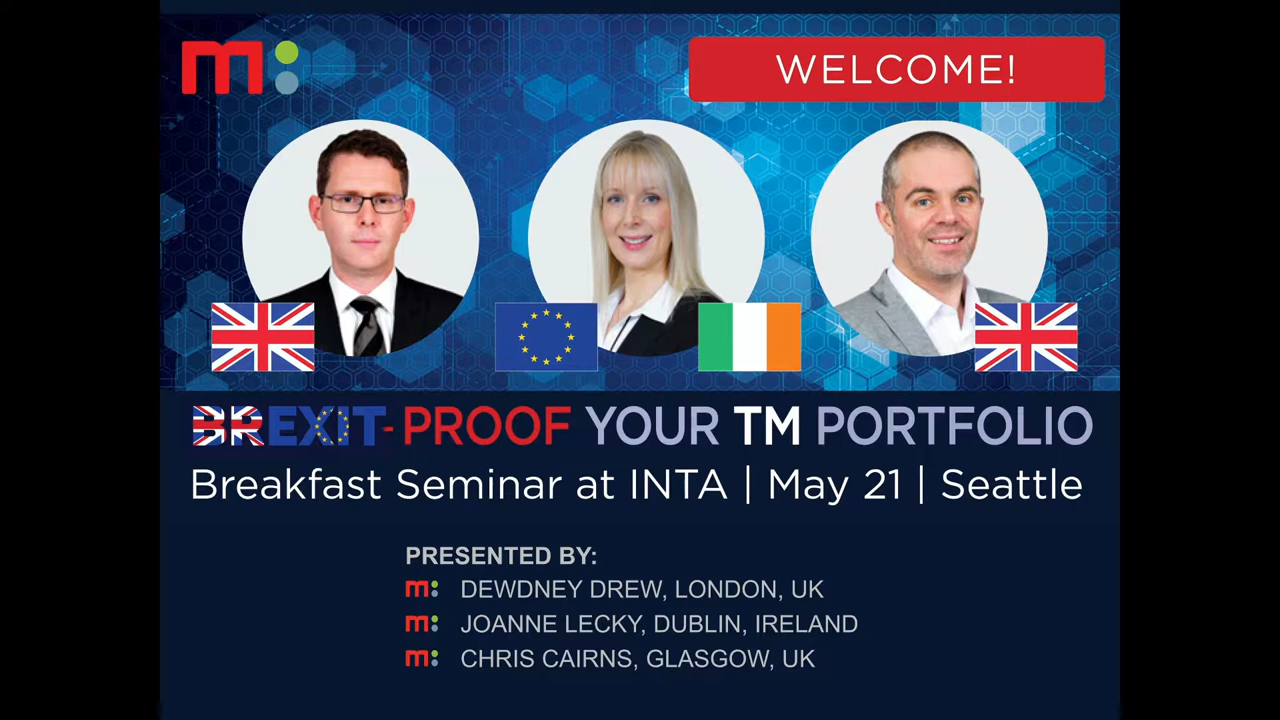 m:
WELCOME!
BREXIT-PROOF YOUR TM PORTFOLIO
Breakfast Seminar at INTA | May 21 | Seattle
PRESENTED BY:
m: DEWDNEY DREW, LONDON, UK
m: JOANNE LECKY, DUBLIN, IRELAND
m: CHRIS CAIRNS, GLASGOW, UK